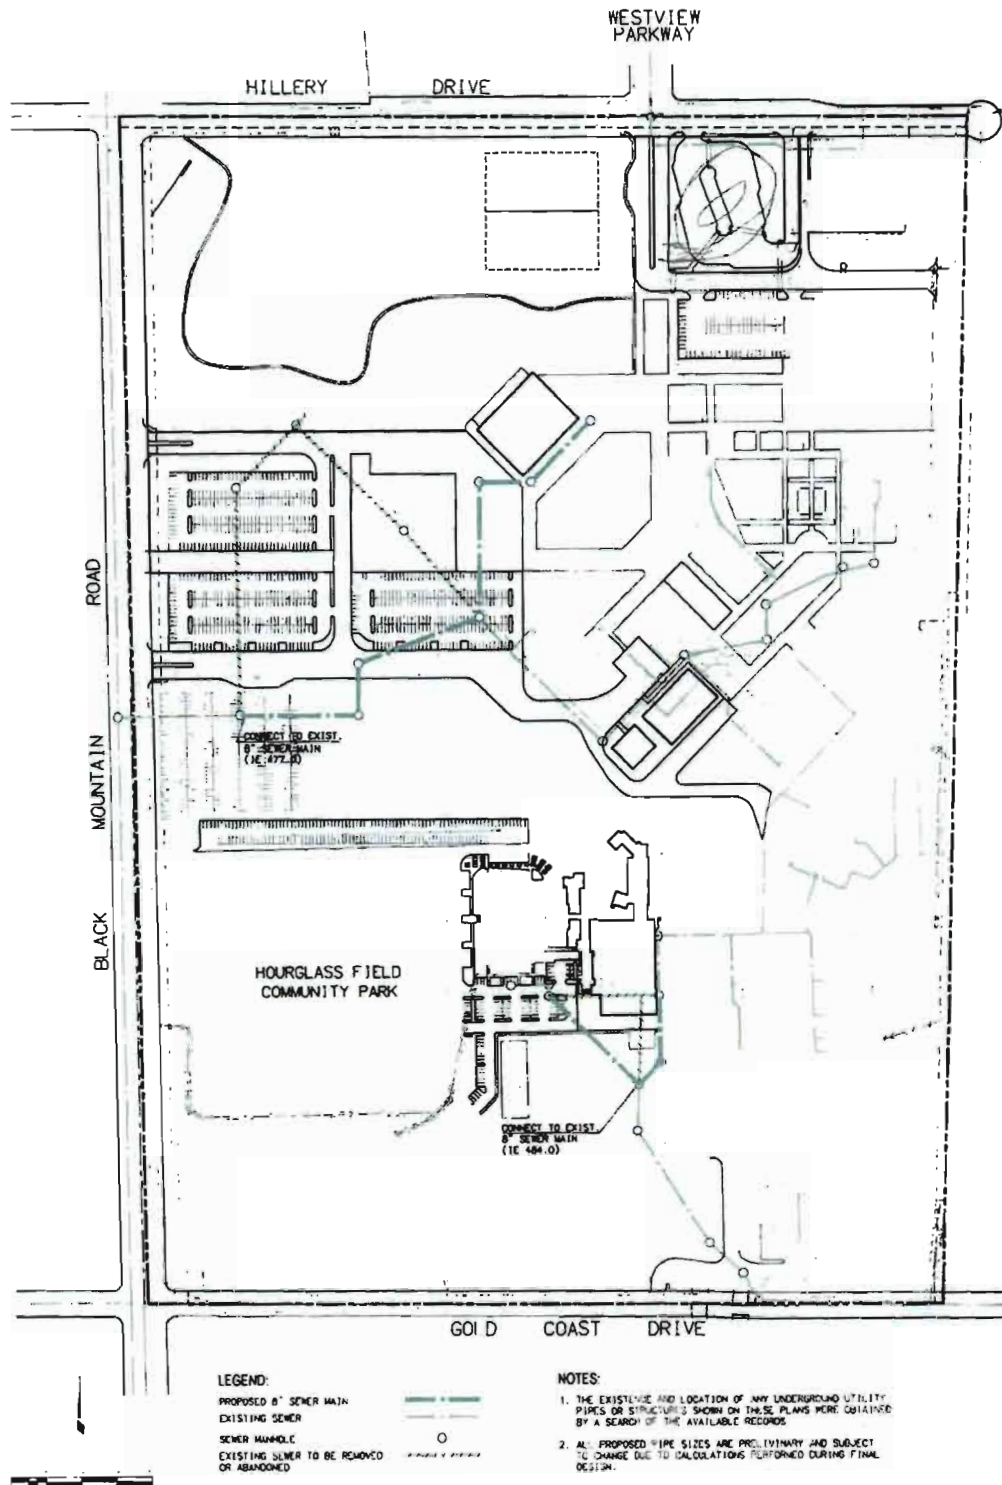 WESTVIEW
PARKWAY
HILLERY DRIVE
BLACK MOUNTAIN ROAD
CONNECT TO EXIST.
8" SEWER MAIN
(IE 477.0)
HOURGLASS FIELD
COMMUNITY PARK
CONNECT TO EXIST.
8" SEWER MAIN
(IE 484.0)
GOLD COAST DRIVE
LEGEND:
PROPOSED 8" SEWER MAIN
EXISTING SEWER
SEWER MANHOLE
EXISTING SEWER TO BE REMOVED
OR ABANDONED
NOTES:
1. THE EXISTENCE AND LOCATION OF ANY UNDERGROUND UTILITY
PIPES OR STRUCTURES SHOWN ON THESE PLANS WERE OBTAINED
BY A SEARCH OF THE AVAILABLE RECORDS
2. ALL PROPOSED PIPE SIZES ARE PRELIMINARY AND SUBJECT
TO CHANGE DUE TO CALCULATIONS PERFORMED DURING FINAL
DESIGN.